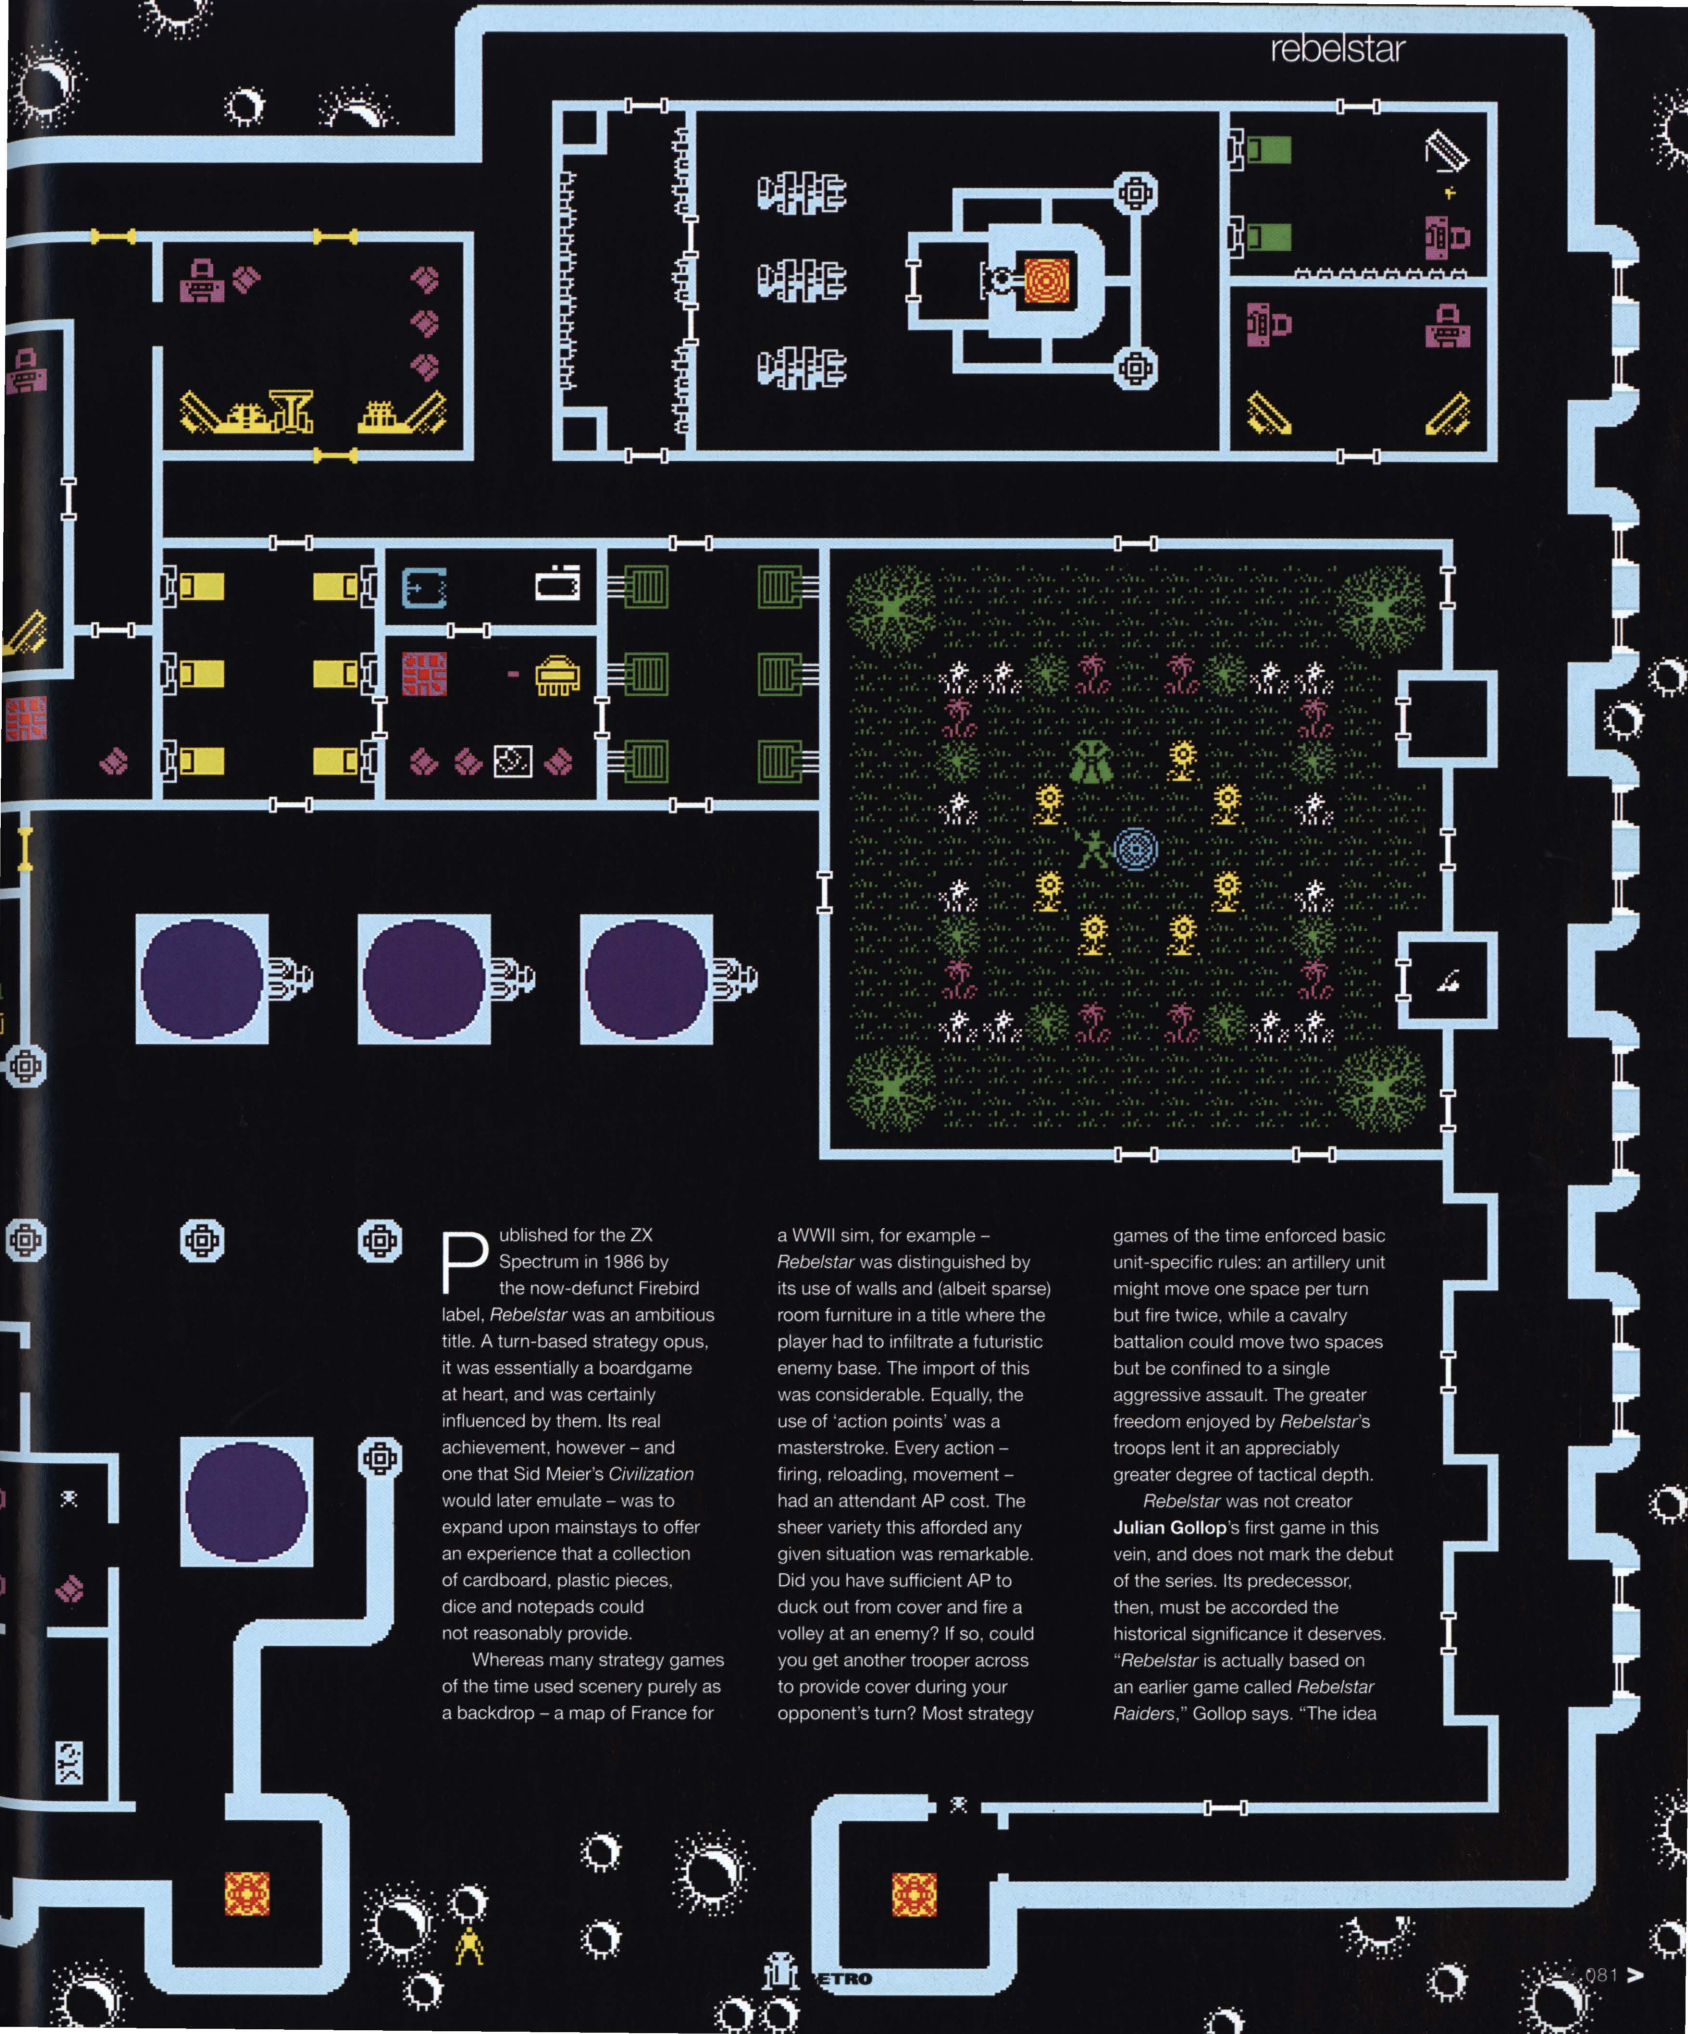 rebelstar
Published for the ZX
Spectrum in 1986 by
the now-defunct Firebird
label, Rebelstar was an ambitious
title. A turn-based strategy opus,
it was essentially a boardgame
at heart, and was certainly
influenced by them. Its real
achievement, however – and
one that Sid Meier's Civilization
would later emulate – was to
expand upon mainstays to offer
an experience that a collection
of cardboard, plastic pieces,
dice and notepads could
not reasonably provide.
Whereas many strategy games
of the time used scenery purely as
a backdrop – a map of France for
a WWII sim, for example –
Rebelstar was distinguished by
its use of walls and (albeit sparse)
room furniture in a title where the
player had to infiltrate a futuristic
enemy base. The import of this
was considerable. Equally, the
use of 'action points' was a
masterstroke. Every action –
firing, reloading, movement –
had an attendant AP cost. The
sheer variety this afforded any
given situation was remarkable.
Did you have sufficient AP to
duck out from cover and fire a
volley at an enemy? If so, could
you get another trooper across
to provide cover during your
opponent's turn? Most strategy
games of the time enforced basic
unit-specific rules: an artillery unit
might move one space per turn
but fire twice, while a cavalry
battalion could move two spaces
but be confined to a single
aggressive assault. The greater
freedom enjoyed by Rebelstar's
troops lent it an appreciably
greater degree of tactical depth.
Rebelstar was not creator
Julian Gollop's first game in this
vein, and does not mark the debut
of the series. Its predecessor,
then, must be accorded the
historical significance it deserves.
"Rebelstar is actually based on
an earlier game called Rebelstar
Raiders," Gollop says. "The idea
ETRO
081 >